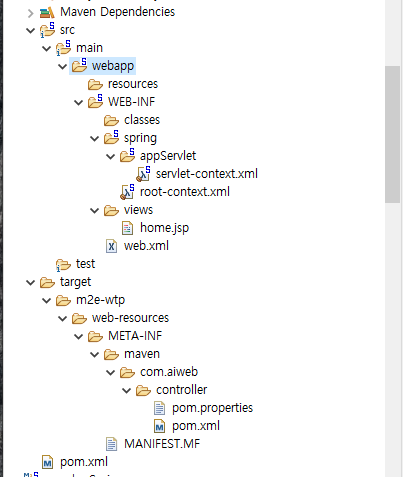 Maven Dependencies
src
main
webapp
resources
WEB-INF
classes
spring
appServlet
servlet-context.xml
root-context.xml
views
home.jsp
web.xml
test
target
m2e-wtp
web-resources
META-INF
maven
com.aiweb
controller
pom.properties
pom.xml
MANIFEST.MF
pom.xml